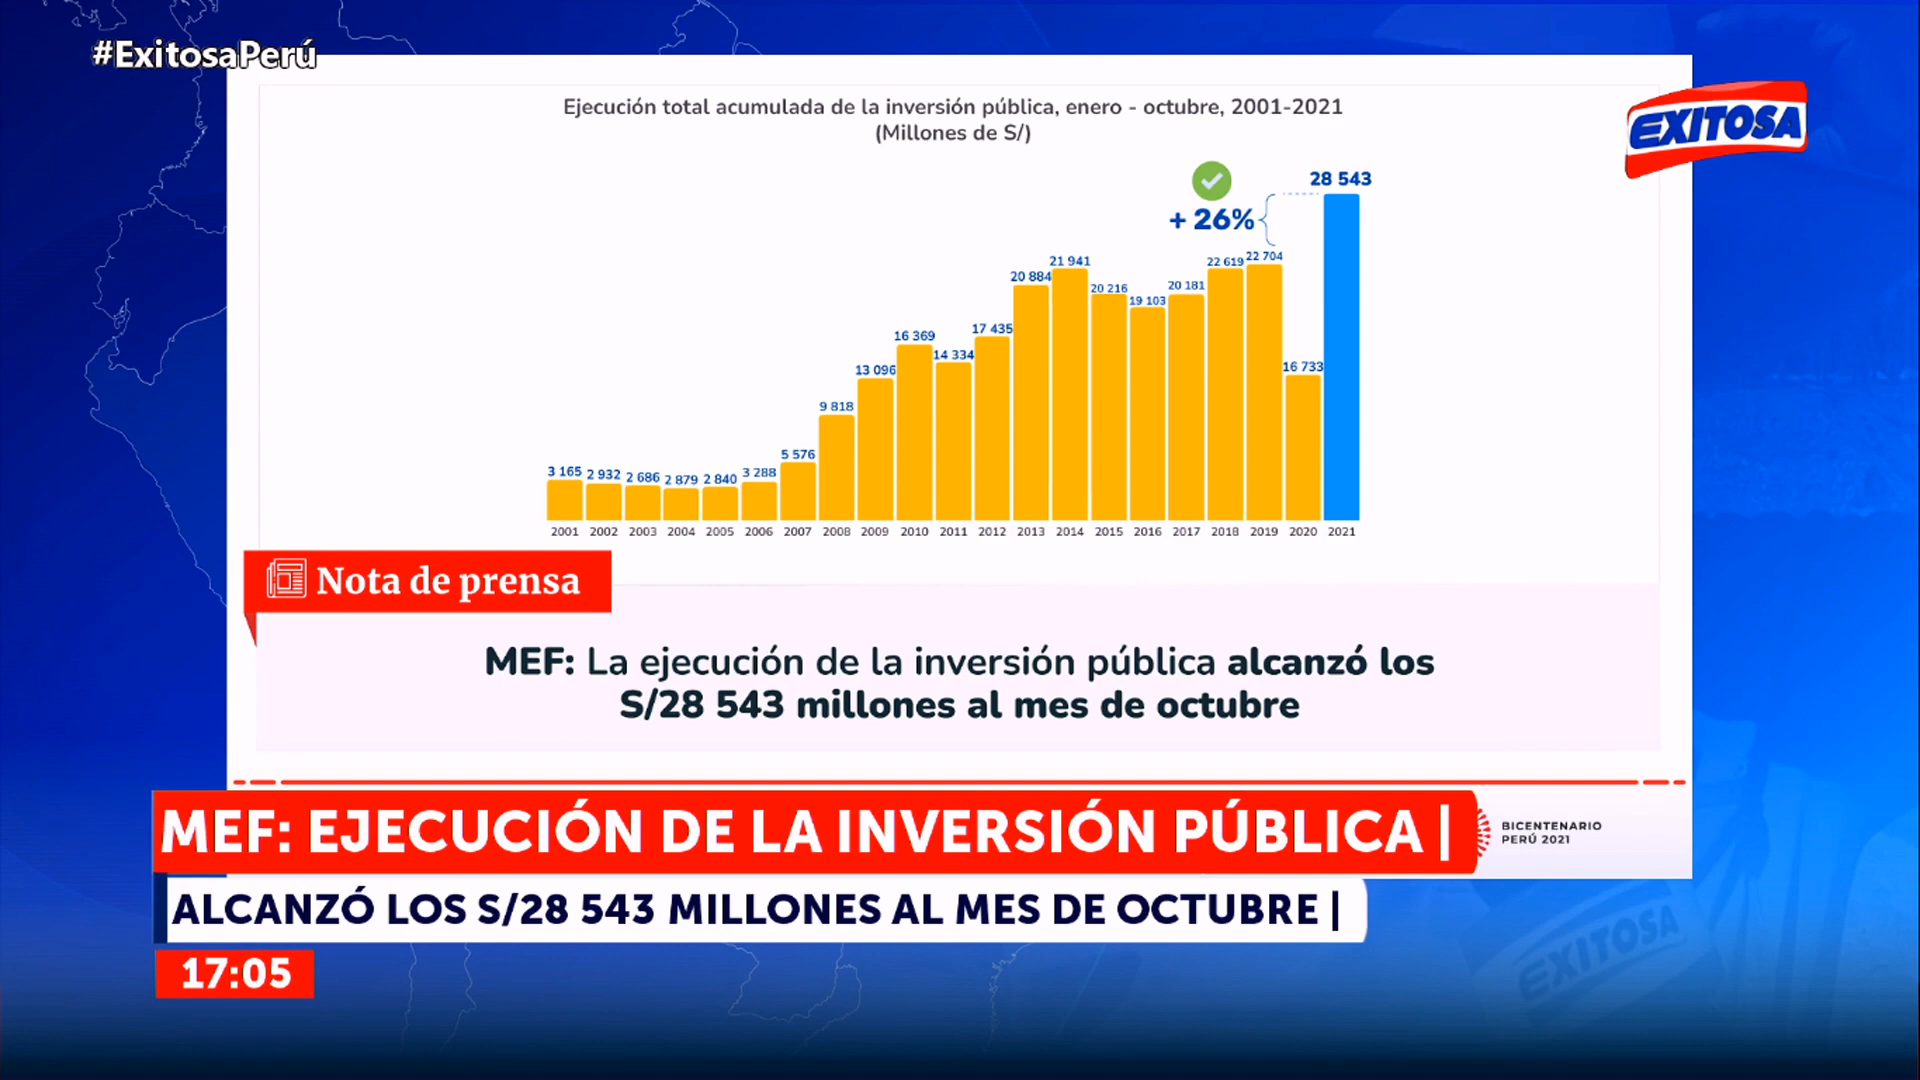 #ExitosaPerú
EXITOSA
Ejecución total acumulada de la inversión pública, enero - octubre, 2001-2021
(Millones de S/)
28 543
+ 26%
3 165 2 932 2 686 2 879 2 840 3 288 5 576 9 818 13 096 16 369 14 334 17 435 20 884 21 941 20 216 19 103 20 181 22 619 22 704 16 733
2001 2002 2003 2004 2005 2006 2007 2008 2009 2010 2011 2012 2013 2014 2015 2016 2017 2018 2019 2020 2021
Nota de prensa
MEF: La ejecución de la inversión pública alcanzó los
S/28 543 millones al mes de octubre
MEF: EJECUCIÓN DE LA INVERSIÓN PÚBLICA |
BICENTENARIO
PERÚ 2021
ALCANZÓ LOS S/28 543 MILLONES AL MES DE OCTUBRE |
EXITOSA
17:05